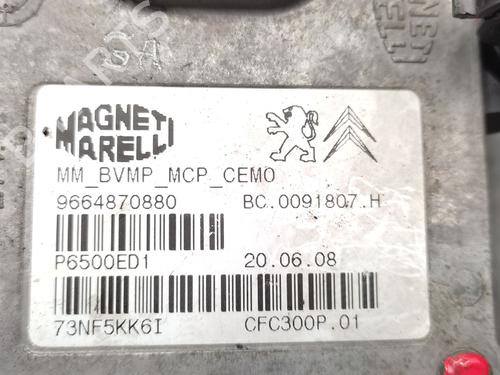 MAGNETI
MARELLI
MM_BVMP_MCP_CEMO
9664870880 BC.0091807.H
P6500ED1 20.06.08
73NF5KK6I CFC300P.01